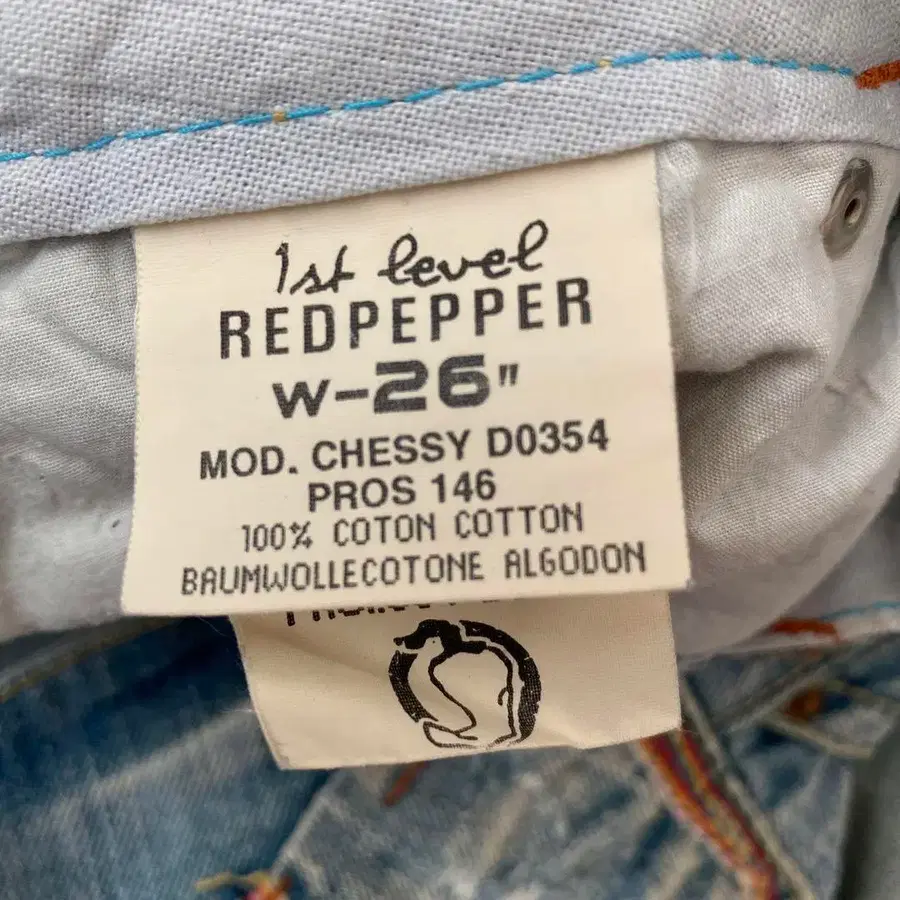 1st level
REDPEPPER
W-26"
MOD. CHESSY D0354
PROS 146
100% COTON COTTON
BAUMWOLLECOTONE ALGODON